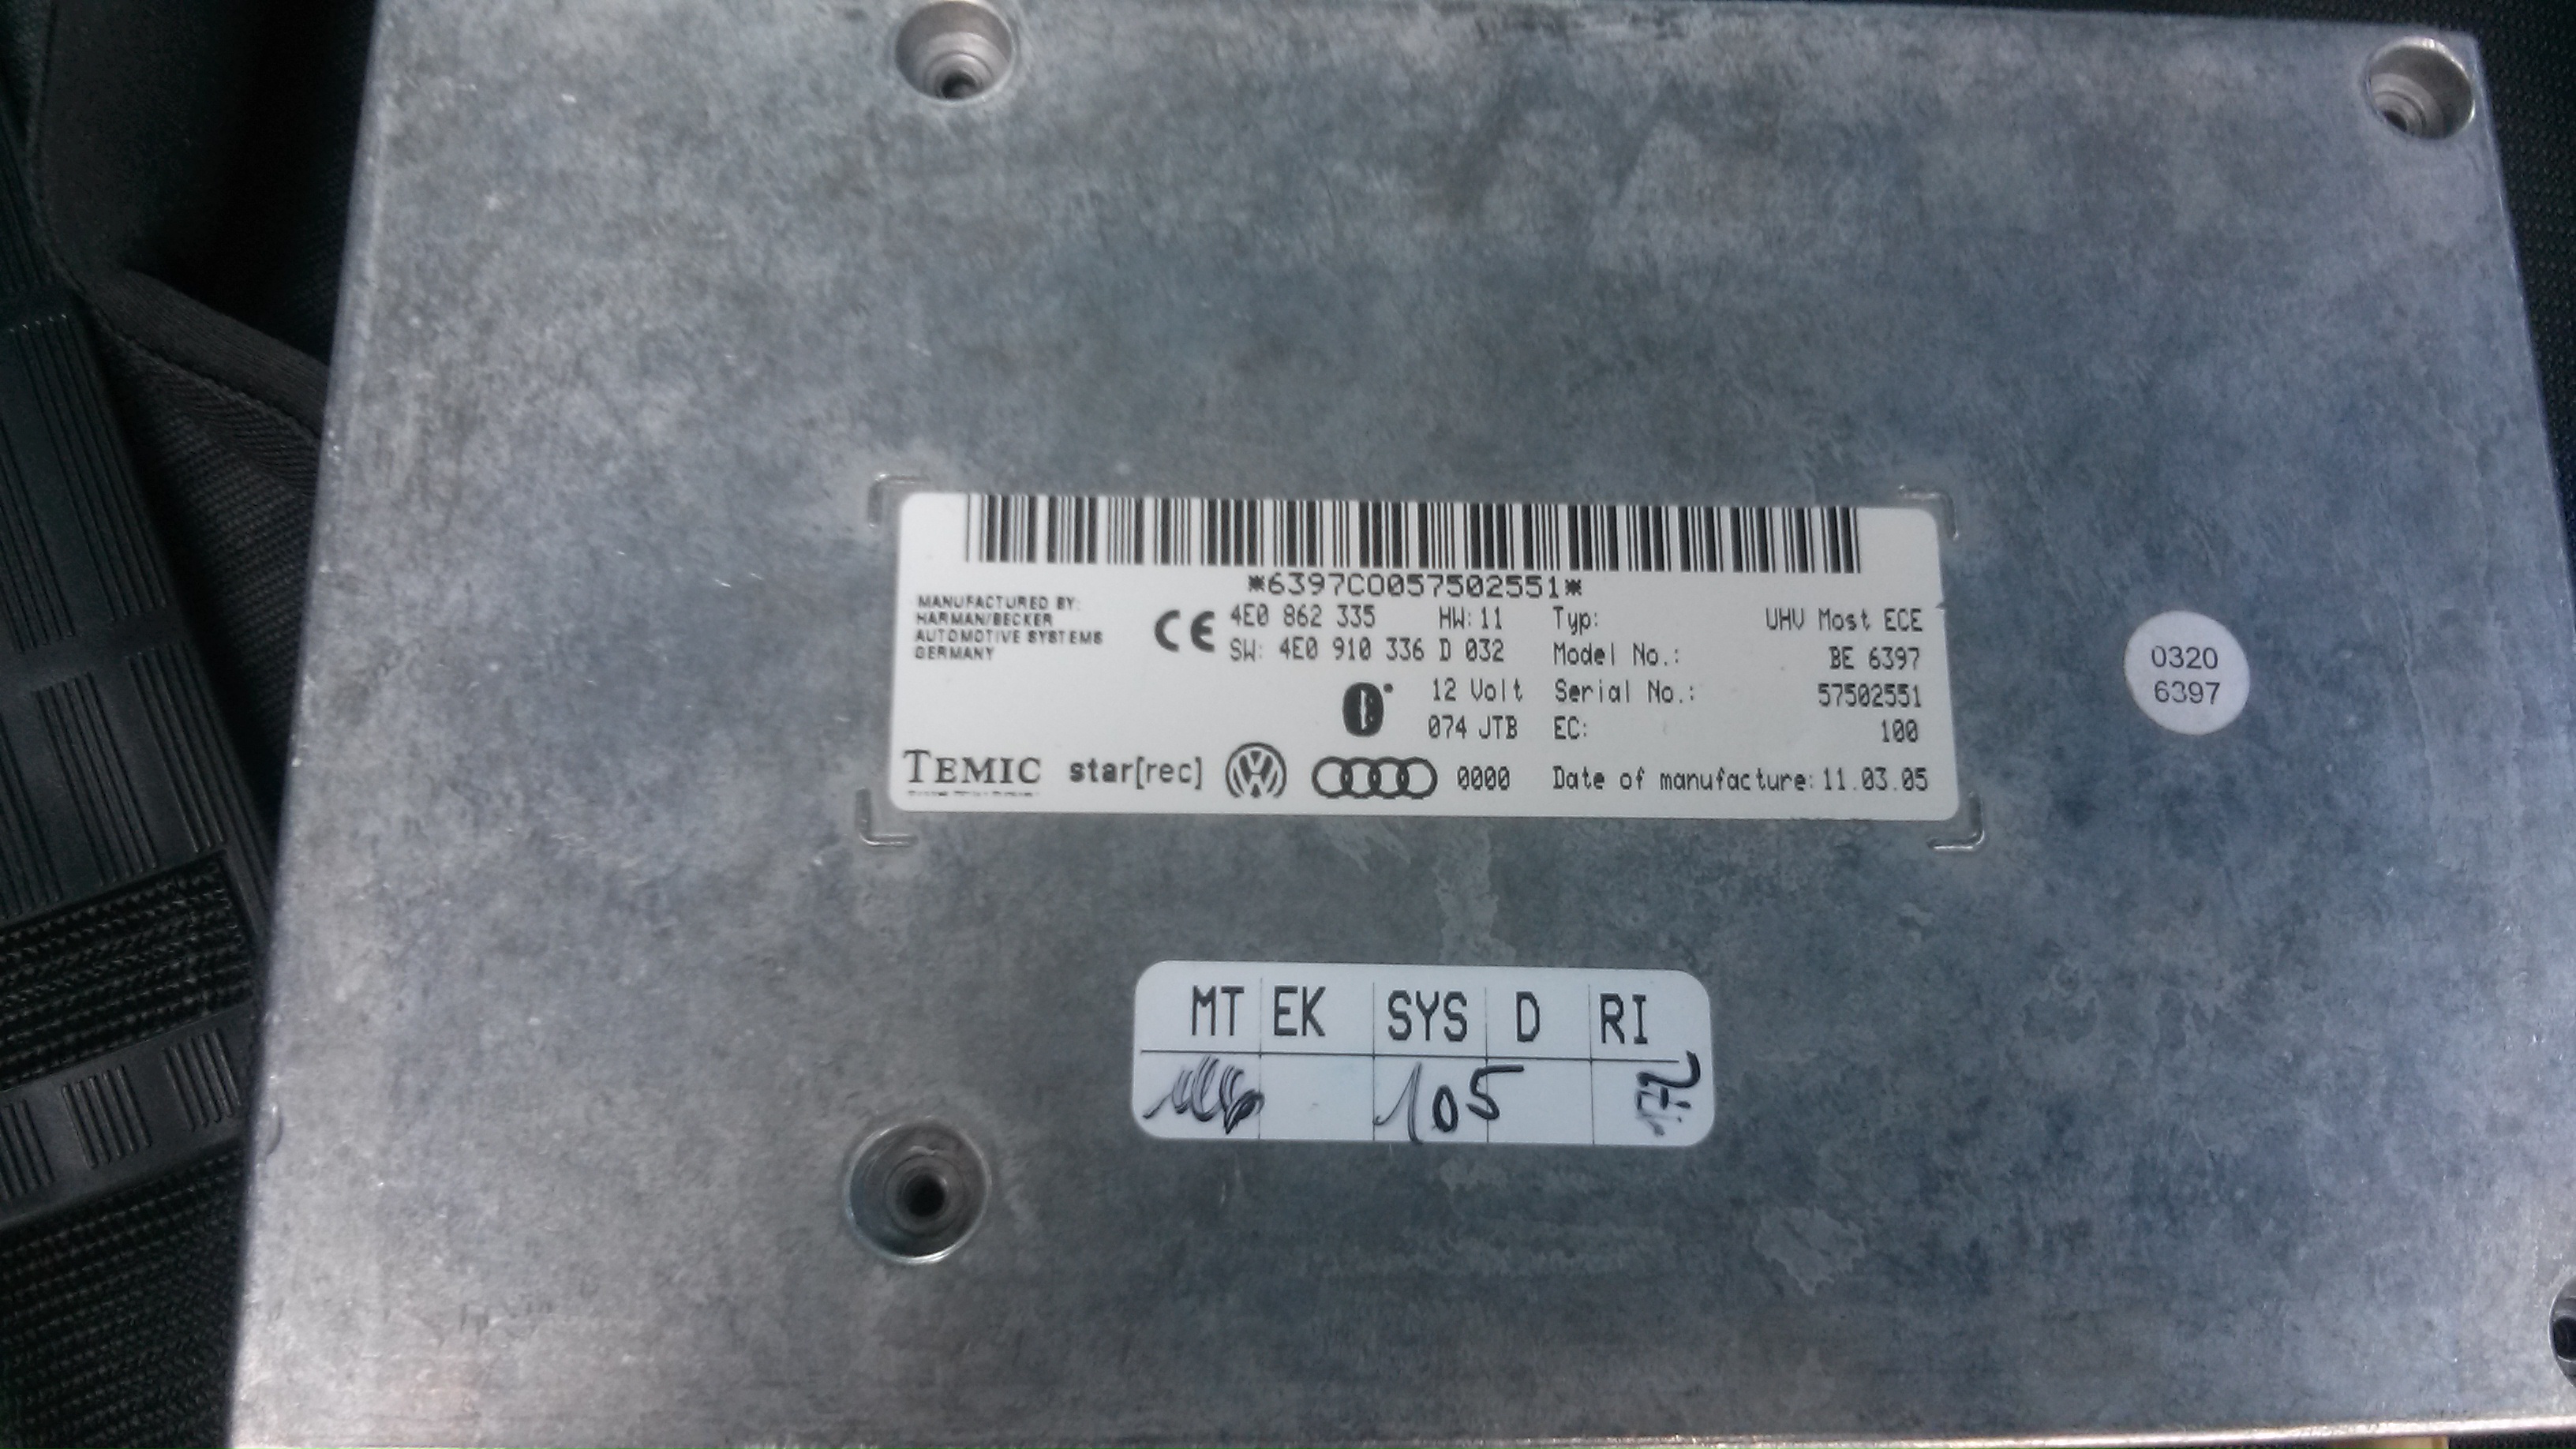 *6397CO057502551*
MANUFACTURED BY:
HARMAN/BECKER
AUTOMOTIVE SYSTEMS
GERMANY
CE
4E0 862 335 HW: 11
SW: 4E0 910 336 D 032
12 Volt
074 JTB
TEMIC star[rec] 0000
Typ: UHV Most ECE
Model No.: BE 6397
Serial No.: 57502551
EC: 100
Date of manufacture: 11.03.05
0320
6397
MT EK SYS D RI
105